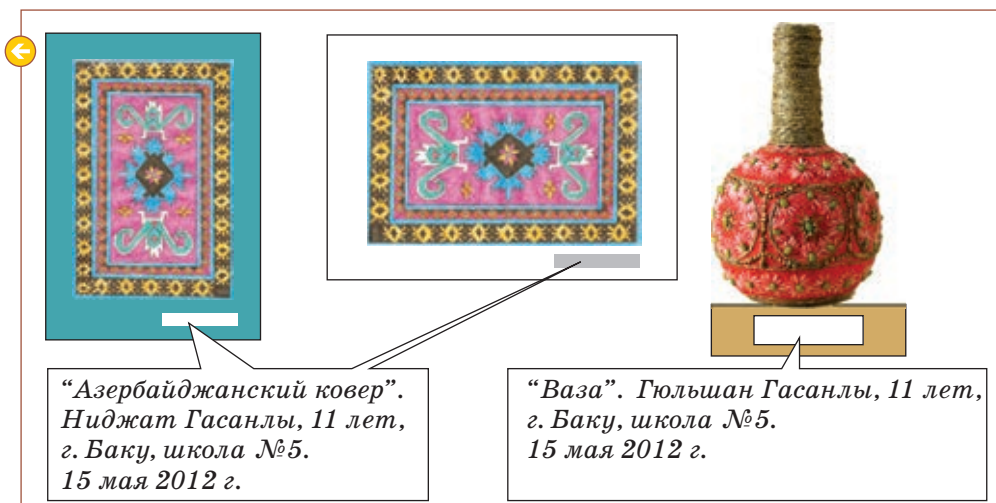 “Азербайджанский ковер”.
Ниджат Гасанлы, 11 лет,
г. Баку, школа №5.
15 мая 2012 г.
“Ваза”. Гюльшан Гасанлы, 11 лет,
г. Баку, школа №5.
15 мая 2012 г.